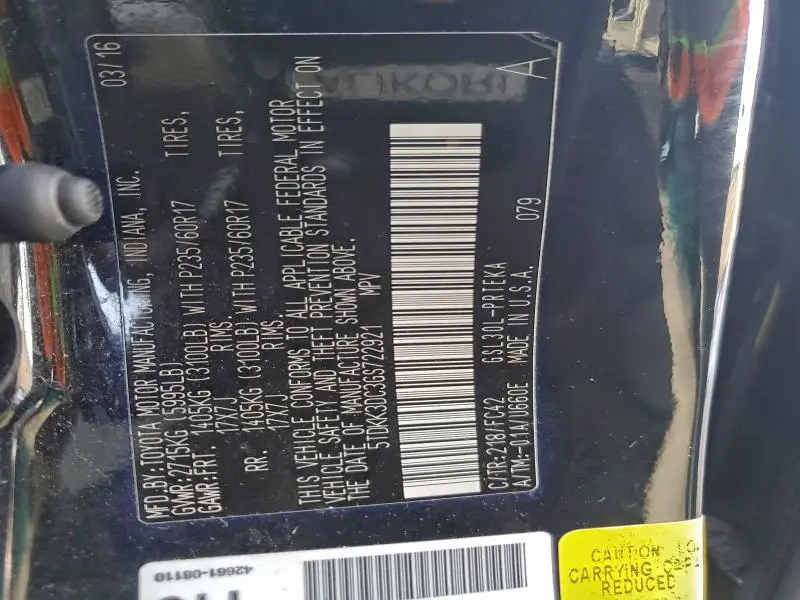 MFD.BY:TOYOTA MOTOR MANUFACTURING, INDIANA, INC. 03/16
GVWR:2715KG( 5995LB)
GAWR:FRT. 1405KG (3100LB) WITH P235/60R17 TIRES,
17X7J RIMS
RR. 1405KG (3100LB) WITH P235/60R17 TIRES,
17X7J RIMS
THIS VEHICLE CONFORMS TO ALL APPLICABLE FEDERAL MOTOR
VEHICLE SAFETY AND THEFT PREVENTION STANDARDS IN EFFECT ON
THE DATE OF MANUFACTURE SHOWN ABOVE.
5TDKK3DC3GS722921 MPV
A
C/TR:218/FC42 GSL30L-PRTEKA 079
A/TM:-01A/U660E MADE IN U.S.A.
ALIKORI
42661-08110
CAUTION
CARRYING
REDUCED